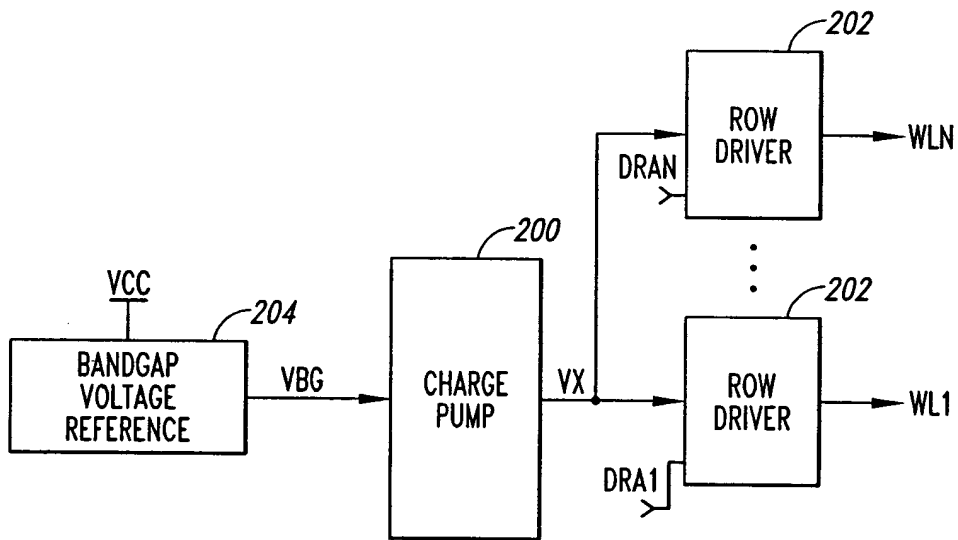 202
ROW
DRIVER
WLN
DRAN
200
202
VCC
204
BANDGAP
VOLTAGE
REFERENCE
VBG
CHARGE
PUMP
VX
ROW
DRIVER
WL1
DRA1